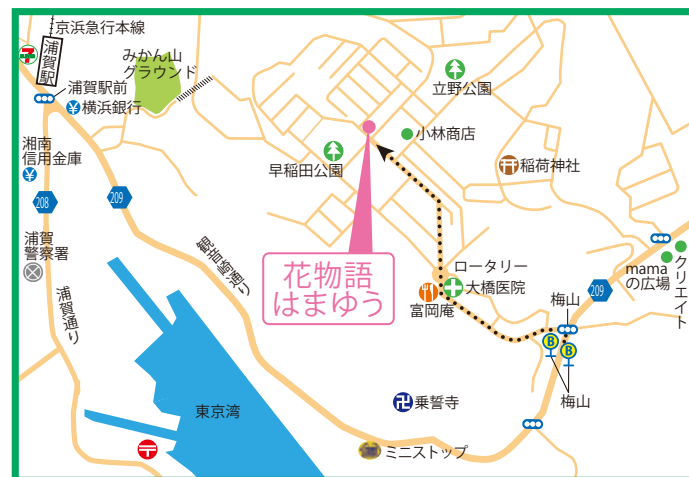 京浜急行本線
浦賀駅
みかん山
グラウンド
浦賀駅前
横浜銀行
湘南
信用金庫
208
209
浦賀
警察署
浦賀通り
観音崎通り
東京湾
立野公園
小林商店
早稲田公園
稲荷神社
花物語
はまゆう
ロータリー
大橋医院
富岡庵
mama
の広場
クリエイト
209
梅山
B
B
梅山
乗誓寺
ミニストップ